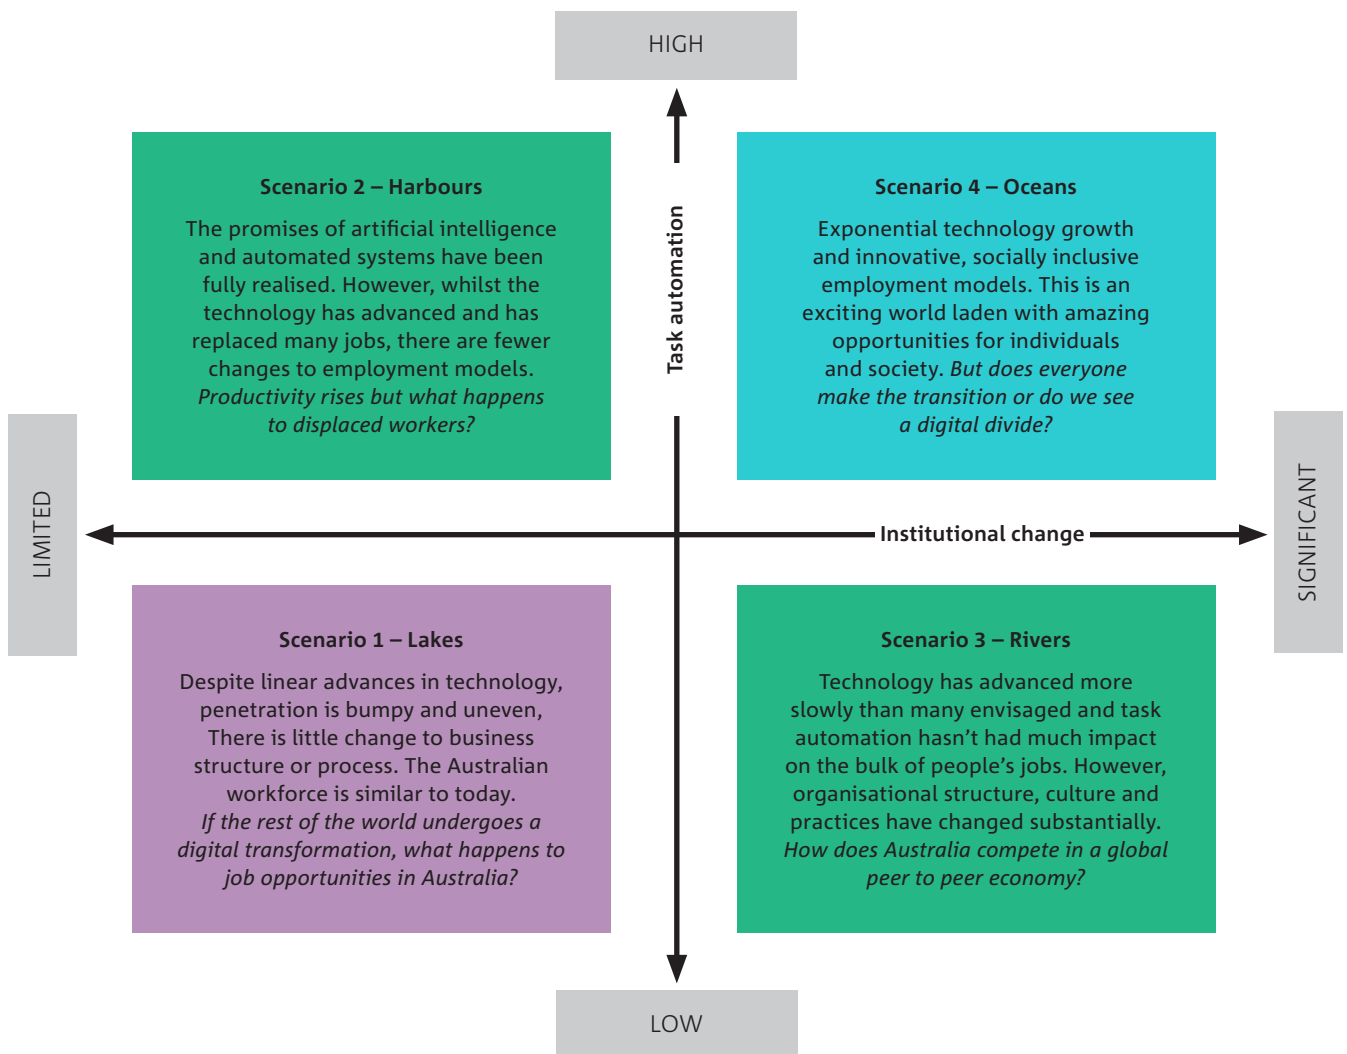 HIGH
Scenario 2 – Harbours
The promises of artificial intelligence
and automated systems have been
fully realised. However, whilst the
technology has advanced and has
replaced many jobs, there are fewer
changes to employment models.
Productivity rises but what happens
to displaced workers?
Task automation
Scenario 4 – Oceans
Exponential technology growth
and innovative, socially inclusive
employment models. This is an
exciting world laden with amazing
opportunities for individuals
and society. But does everyone
make the transition or do we see
a digital divide?
LIMITED
Institutional change
SIGNIFICANT
Scenario 1 – Lakes
Despite linear advances in technology,
penetration is bumpy and uneven,
There is little change to business
structure or process. The Australian
workforce is similar to today.
If the rest of the world undergoes a
digital transformation, what happens to
job opportunities in Australia?
Scenario 3 – Rivers
Technology has advanced more
slowly than many envisaged and task
automation hasn’t had much impact
on the bulk of people’s jobs. However,
organisational structure, culture and
practices have changed substantially.
How does Australia compete in a global
peer to peer economy?
LOW